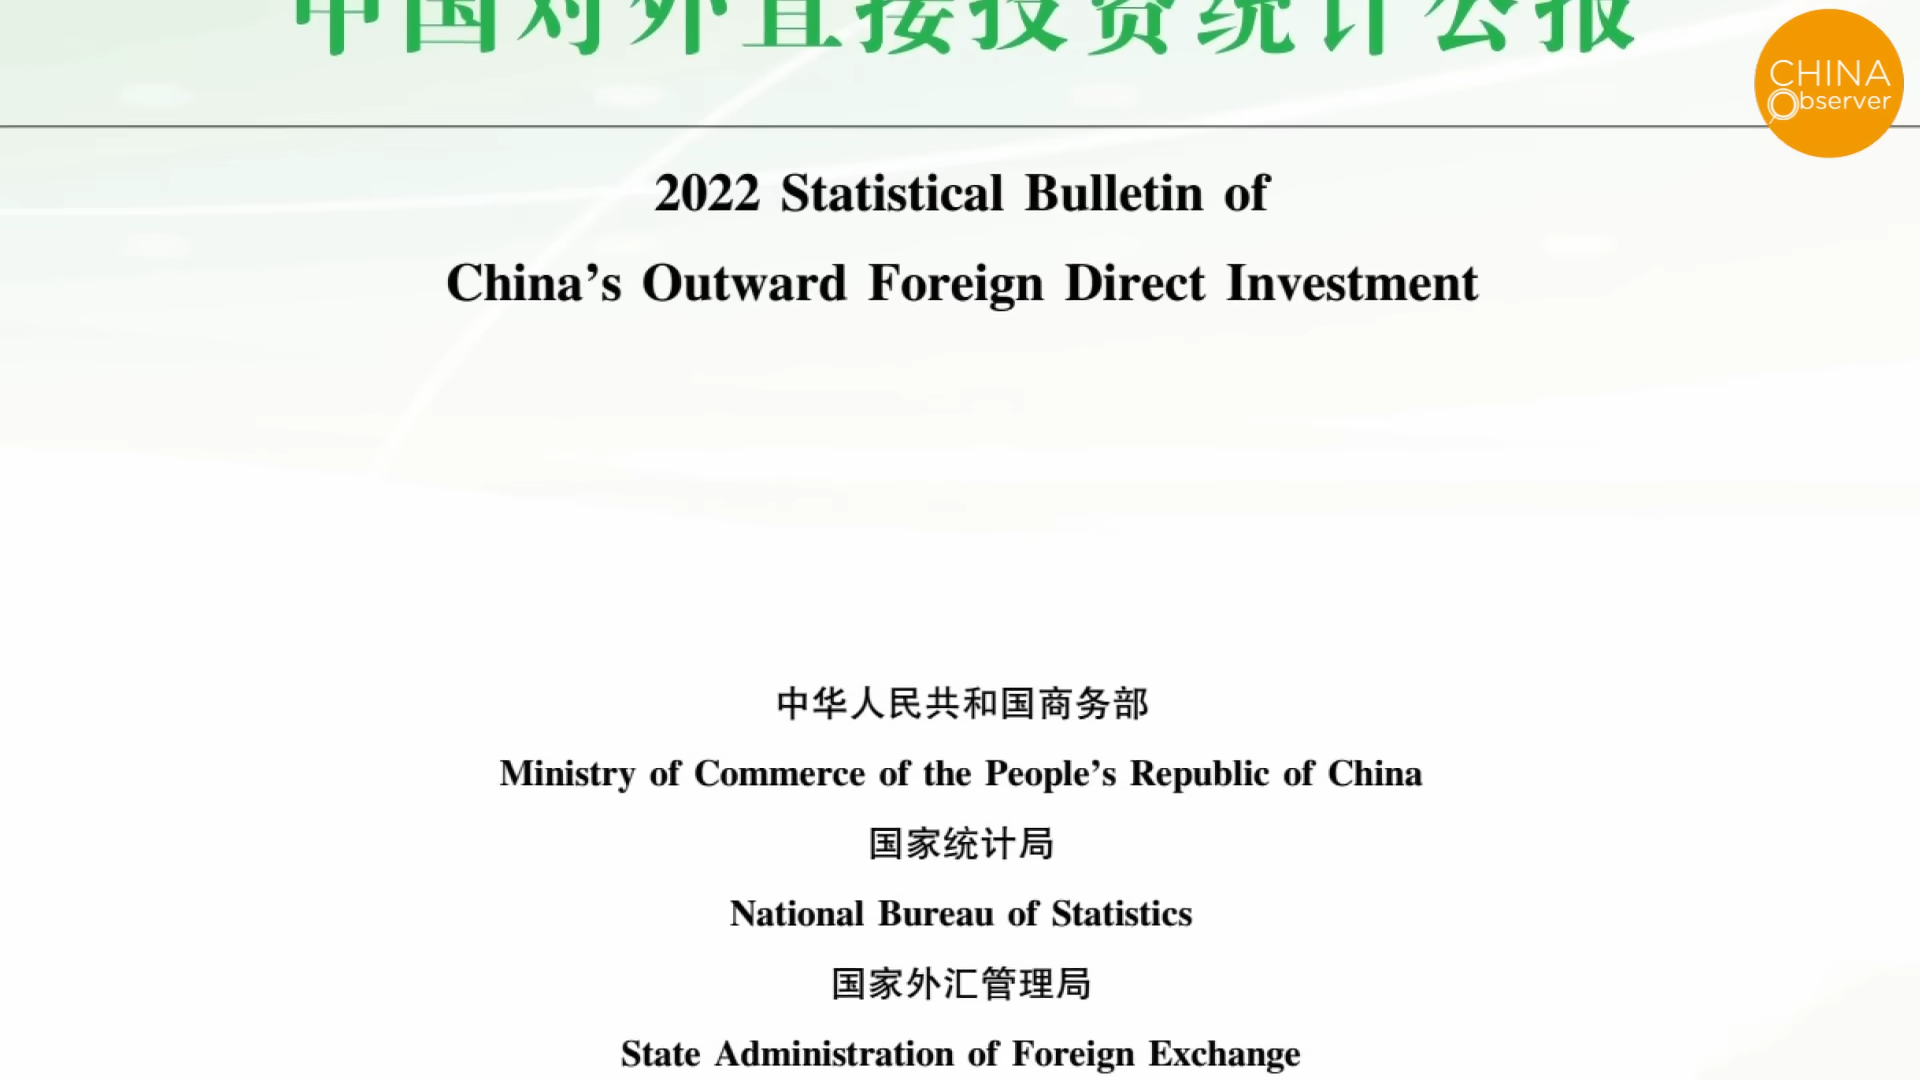 中国对外直接投资统计公报
CHINA
Observer
2022 Statistical Bulletin of
China’s Outward Foreign Direct Investment
中华人民共和国商务部
Ministry of Commerce of the People’s Republic of China
国家统计局
National Bureau of Statistics
国家外汇管理局
State Administration of Foreign Exchange